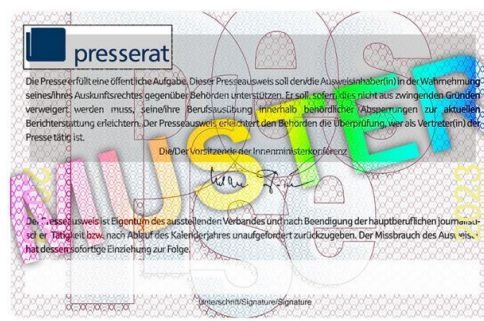 presserat
Die Presse erfüllt eine öffentliche Aufgabe. Dieser Presseausweis soll den/die Ausweisinhaber(in) in der Wahrnehmung
seines/ihres Auskunftsrechtes gegenüber Behörden unterstützen. Er soll, sofern dies nicht aus zwingenden Gründen
verweigert werden muss, seine/ihre Berufsausübung innerhalb behördlicher Absperrungen zur aktuellen
Berichterstattung erleichtern. Der Presseausweis erleichtert den Behörden die Überprüfung, wer als Vertreter(in) der
Presse tätig ist.
Die/Der Vorsitzende der Innenministerkonferenz
MUSTER
Der Presseausweis ist Eigentum des ausstellenden Verbandes und nach Beendigung der hauptberuflichen journalisti-
schen Tätigkeit bzw. nach Ablauf des Kalenderjahres unaufgefordert zurückzugeben. Der Missbrauch des Ausweises
hat dessen sofortige Einziehung zur Folge.
Unterschrift/Signature/Signature